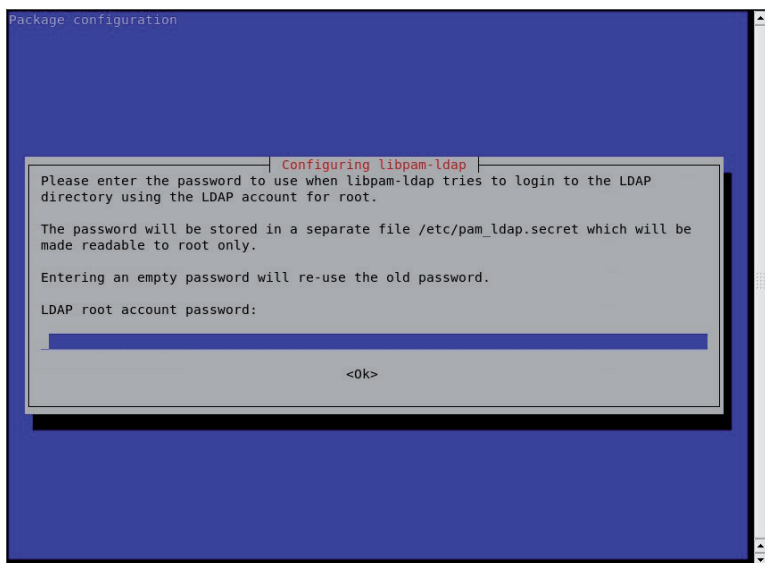 Package configuration
Configuring libpam-ldap
Please enter the password to use when libpam-ldap tries to login to the LDAP
directory using the LDAP account for root.
The password will be stored in a separate file /etc/pam_ldap.secret which will be
made readable to root only.
Entering an empty password will re-use the old password.
LDAP root account password:
<Ok>